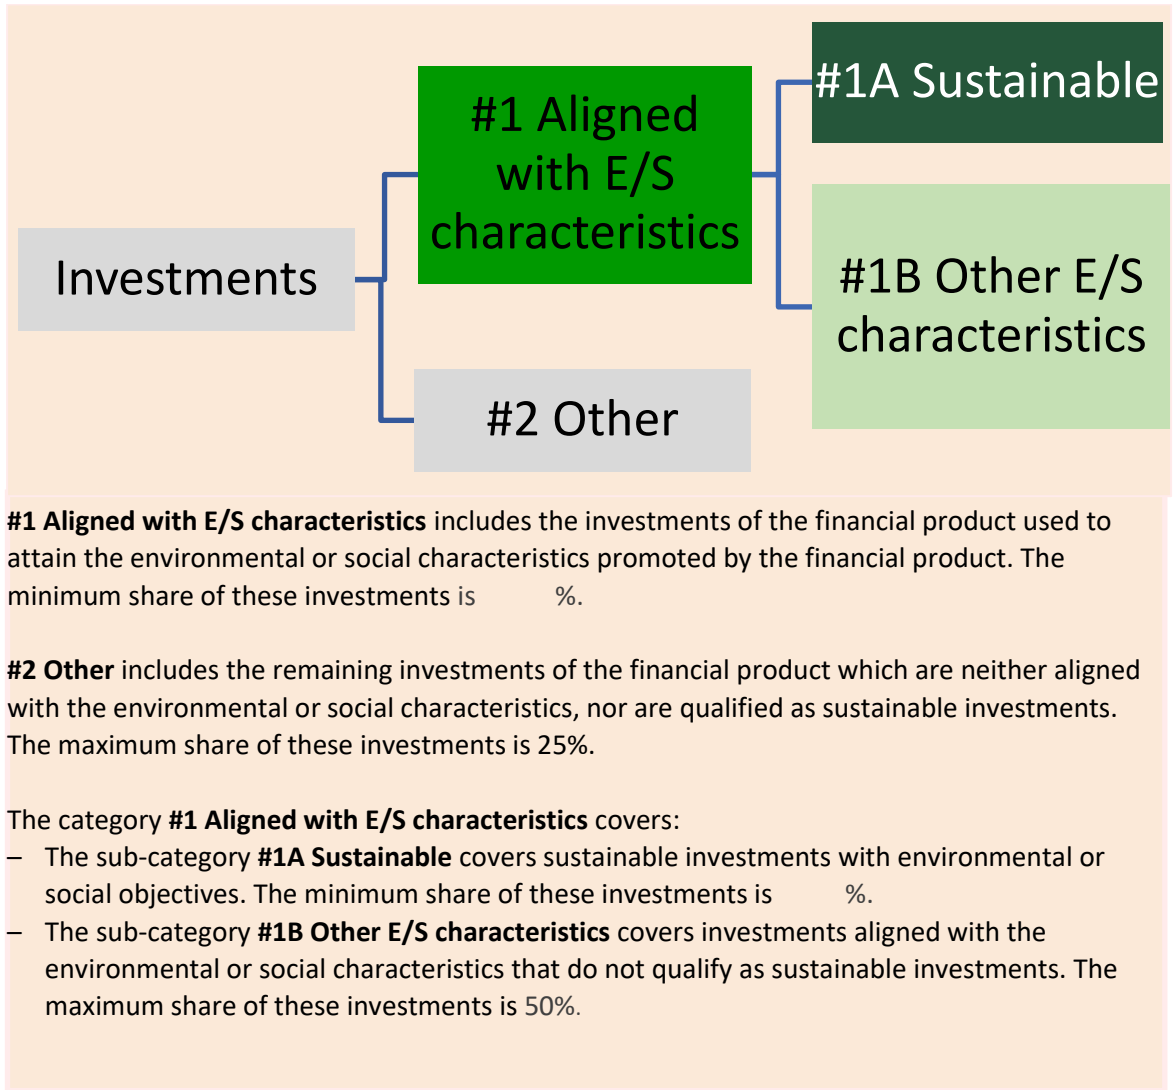 #1A Sustainable
#1 Aligned
with E/S
characteristics
Investments
#1B Other E/S
characteristics
#2 Other
#1 Aligned with E/S characteristics includes the investments of the financial product used to
attain the environmental or social characteristics promoted by the financial product. The
minimum share of these investments is %.
#2 Other includes the remaining investments of the financial product which are neither aligned
with the environmental or social characteristics, nor are qualified as sustainable investments.
The maximum share of these investments is 25%.
The category #1 Aligned with E/S characteristics covers:
– The sub-category #1A Sustainable covers sustainable investments with environmental or
social objectives. The minimum share of these investments is %.
– The sub-category #1B Other E/S characteristics covers investments aligned with the
environmental or social characteristics that do not qualify as sustainable investments. The
maximum share of these investments is 50%.